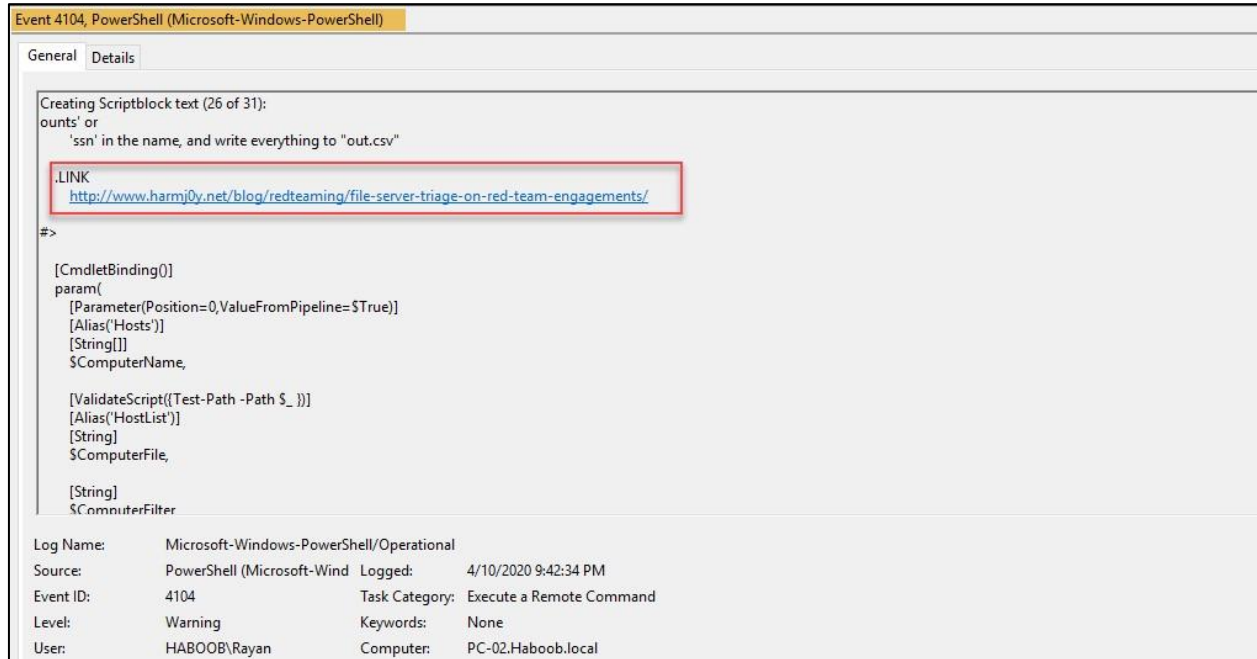 Event 4104, PowerShell (Microsoft-Windows-PowerShell)
General Details
Creating Scriptblock text (26 of 31):
ounts' or
'ssn' in the name, and write everything to "out.csv"
.LINK
http://www.harmj0y.net/blog/redteaming/file-server-triage-on-red-team-engagements/
#>
[CmdletBinding()]
param(
[Parameter(Position=0,ValueFromPipeline=$True)]
[Alias('Hosts')]
[String[]]
$ComputerName,
[ValidateScript({Test-Path -Path $_ })]
[Alias('HostList')]
[String]
$ComputerFile,
[String]
$ComputerFilter
Log Name: Microsoft-Windows-PowerShell/Operational
Source: PowerShell (Microsoft-Wind Logged: 4/10/2020 9:42:34 PM
Event ID: 4104 Task Category: Execute a Remote Command
Level: Warning Keywords: None
User: HABOOB\Rayan Computer: PC-02.Haboob.local